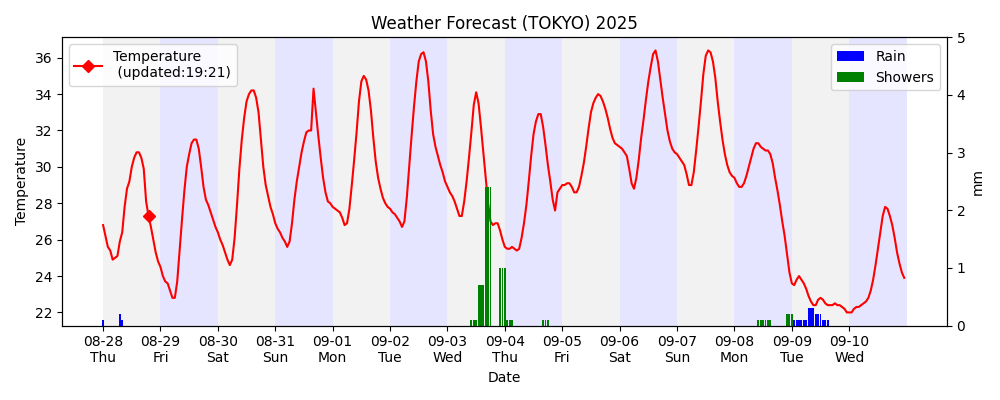 Weather Forecast (TOKYO) 2025
Temperature
(updated:19:21)
Rain
Showers
Temperature
36
34
32
30
28
26
24
22
5
4
3
2
1
0
mm
08-28 08-29 08-30 08-31 09-01 09-02 09-03 09-04 09-05 09-06 09-07 09-08 09-09 09-10
Thu Fri Sat Sun Mon Tue Wed Thu Fri Sat Sun Mon Tue Wed
Date